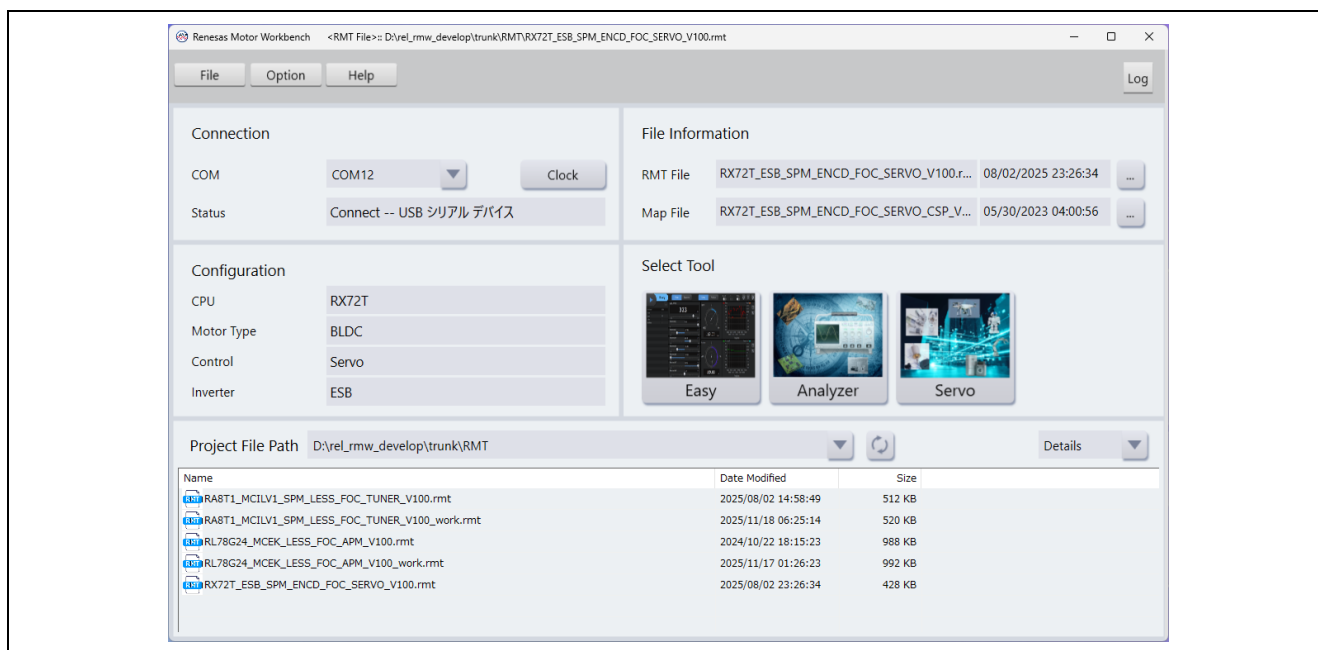 Renesas Motor Workbench <RMT File>:: D:\rel_rmw_develop\trunk\RMT\RX72T_ESB_SPM_ENCD_FOC_SERVO_V100.rmt
File Option Help Log
Connection
COM COM12 Clock
Status Connect -- USB シリアル デバイス
File Information
RMT File RX72T_ESB_SPM_ENCD_FOC_SERVO_V100.r... 08/02/2025 23:26:34 ...
Map File RX72T_ESB_SPM_ENCD_FOC_SERVO_CSP_V... 05/30/2023 04:00:56 ...
Configuration
CPU RX72T
Motor Type BLDC
Control Servo
Inverter ESB
Select Tool
Easy Analyzer Servo
Project File Path D:\rel_rmw_develop\trunk\RMT Details
Name Date Modified Size
RMT RA8T1_MCILV1_SPM_LESS_FOC_TUNER_V100.rmt 2025/08/02 14:58:49 512 KB
RMT RA8T1_MCILV1_SPM_LESS_FOC_TUNER_V100_work.rmt 2025/11/18 06:25:14 520 KB
RMT RL78G24_MCEK_LESS_FOC_APM_V100.rmt 2024/10/22 18:15:23 988 KB
RMT RL78G24_MCEK_LESS_FOC_APM_V100_work.rmt 2025/11/17 01:26:23 992 KB
RMT RX72T_ESB_SPM_ENCD_FOC_SERVO_V100.rmt 2025/08/02 23:26:34 428 KB